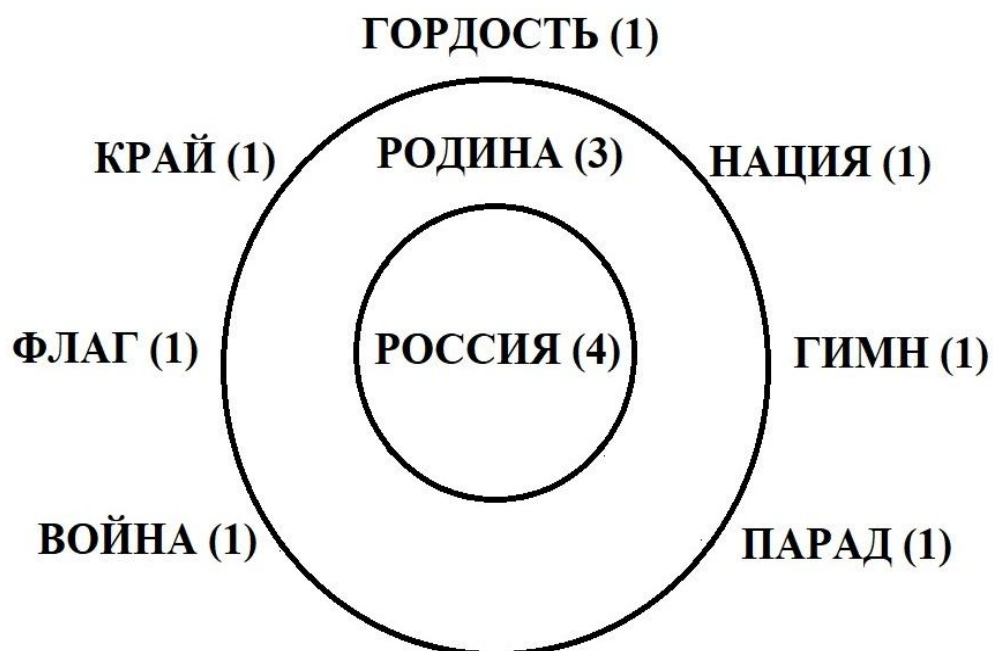 ГОРДОСТЬ (1)
КРАЙ (1)
РОДИНА (3)
НАЦИЯ (1)
ФЛАГ (1)
РОССИЯ (4)
ГИМН (1)
ВОЙНА (1)
ПАРАД (1)